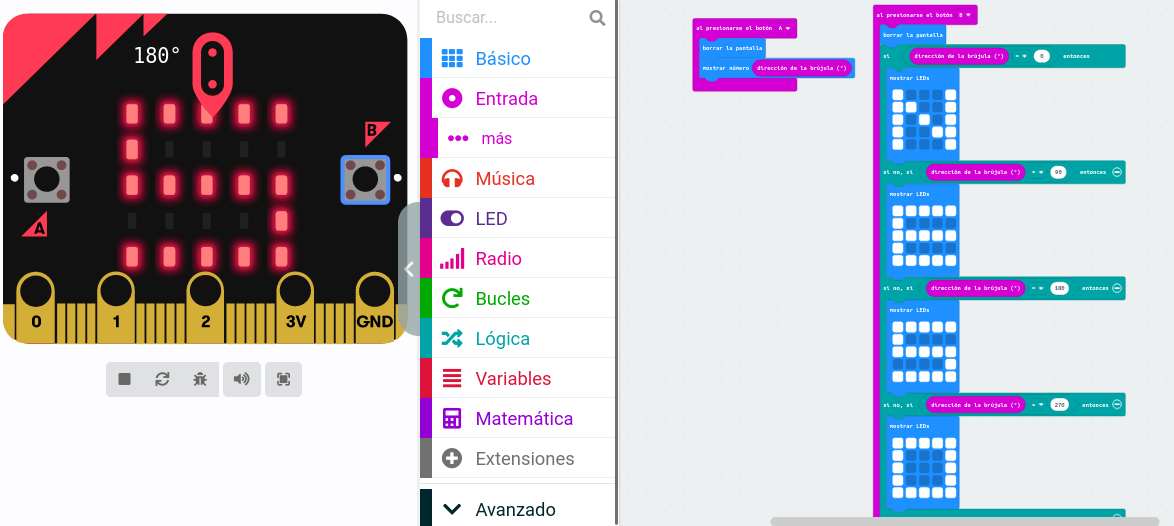 180°
B
A
0
1
2
3V
GND
Buscar...
Básico
Entrada
más
Música
LED
Radio
Bucles
Lógica
Variables
Matemática
Extensiones
Avanzado
al presionarse el botón A
borrar la pantalla
mostrar número dirección de la brújula (°)
al presionarse el botón B
borrar la pantalla
si dirección de la brújula (°) = 0 entonces
mostrar LEDs
si no, si dirección de la brújula (°) = 90 entonces
mostrar LEDs
si no, si dirección de la brújula (°) = 180 entonces
mostrar LEDs
si no, si dirección de la brújula (°) = 270 entonces
mostrar LEDs